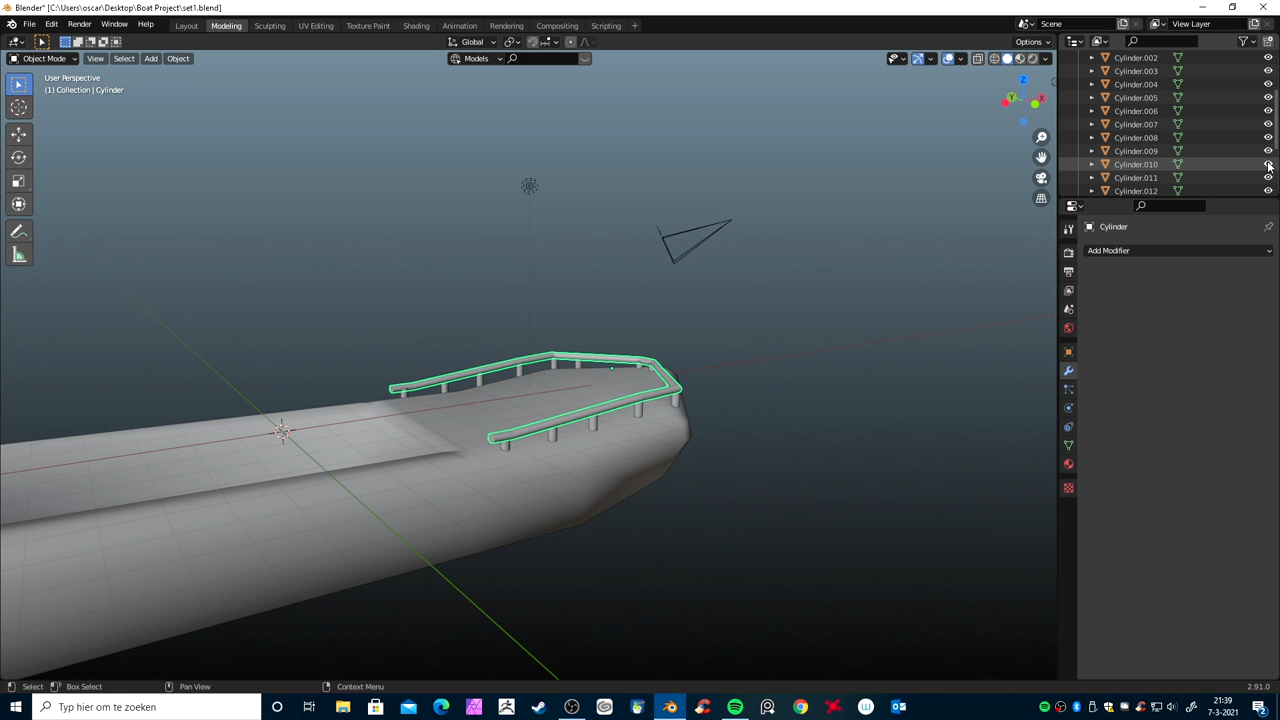 Blender* [C:\Users\oscar\Desktop\Boat Project\set1.blend]
File Edit Render Window Help Layout Modeling Sculpting UV Editing Texture Paint Shading Animation Rendering Compositing Scripting + Scene View Layer
Global Options
Object Mode View Select Add Object Models
User Perspective
(1) Collection | Cylinder
Z
Y
X
Cylinder.002
Cylinder.003
Cylinder.004
Cylinder.005
Cylinder.006
Cylinder.007
Cylinder.008
Cylinder.009
Cylinder.010
Cylinder.011
Cylinder.012
Cylinder
Add Modifier
Select Box Select Pan View Context Menu 2.91.0
Typ hier om te zoeken
21:39
7-3-2021
2